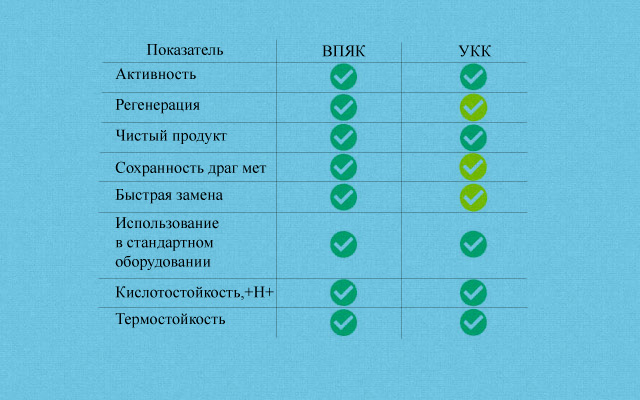 Показатель ВПЯК УКК
Активность
Регенерация
Чистый продукт
Сохранность драг мет
Быстрая замена
Использование
в стандартном
оборудовании
Кислотостойкость,+Н+
Термостойкость